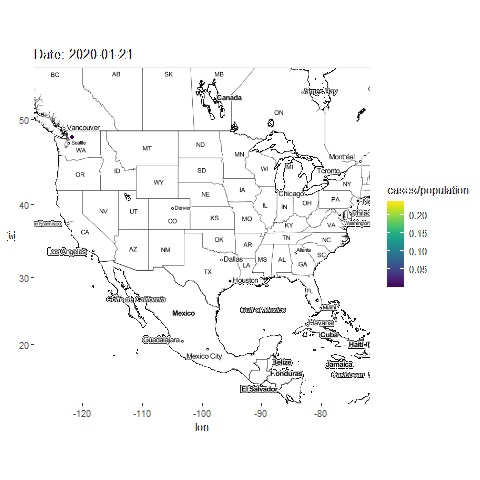 Date: 2020-01-21
BC
AB
SK
MB
Canada
James Bay
ON
50
Vancouver
Seattle
WA
MT
ND
MN
Montréal
OR
ID
SD
WI
MI
Toronto
NY
WY
Chicago
40
Denver
NE
IA
IL
IN
OH
PA
NV
UT
CO
KS
MO
KY
VA
CA
OK
TN
NC
Los Angeles
AZ
NM
AR
Atlanta
SC
Dallas
MS
AL
GA
30
TX
LA
Houston
FL
Gulf of California
Miami
Mexico
Gulf of Mexico
Havana
Cuba
20
Guadalajara
Mexico City
Haiti
Belize
Jamaica
Honduras
Caribbean
El Salvador
lat
-120
-110
-100
-90
-80
lon
cases/population
0.20
0.15
0.10
0.05